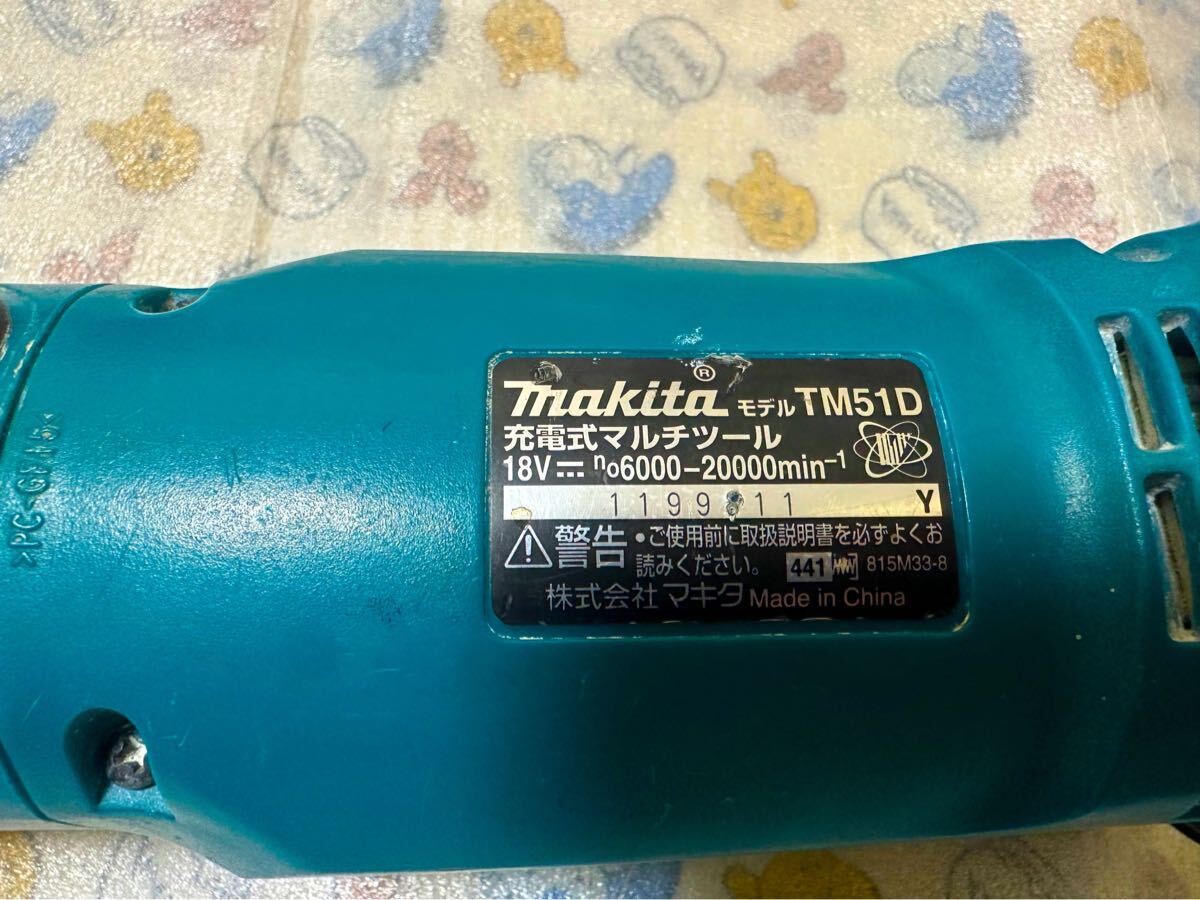 makita® モデル TM51D
充電式マルチツール
18V⎓ n₀6000−20000min⁻¹
Y
警告 •ご使用前に取扱説明書を必ずよくお
読みください。 441 815M33-8
株式会社 マキタ Made in China